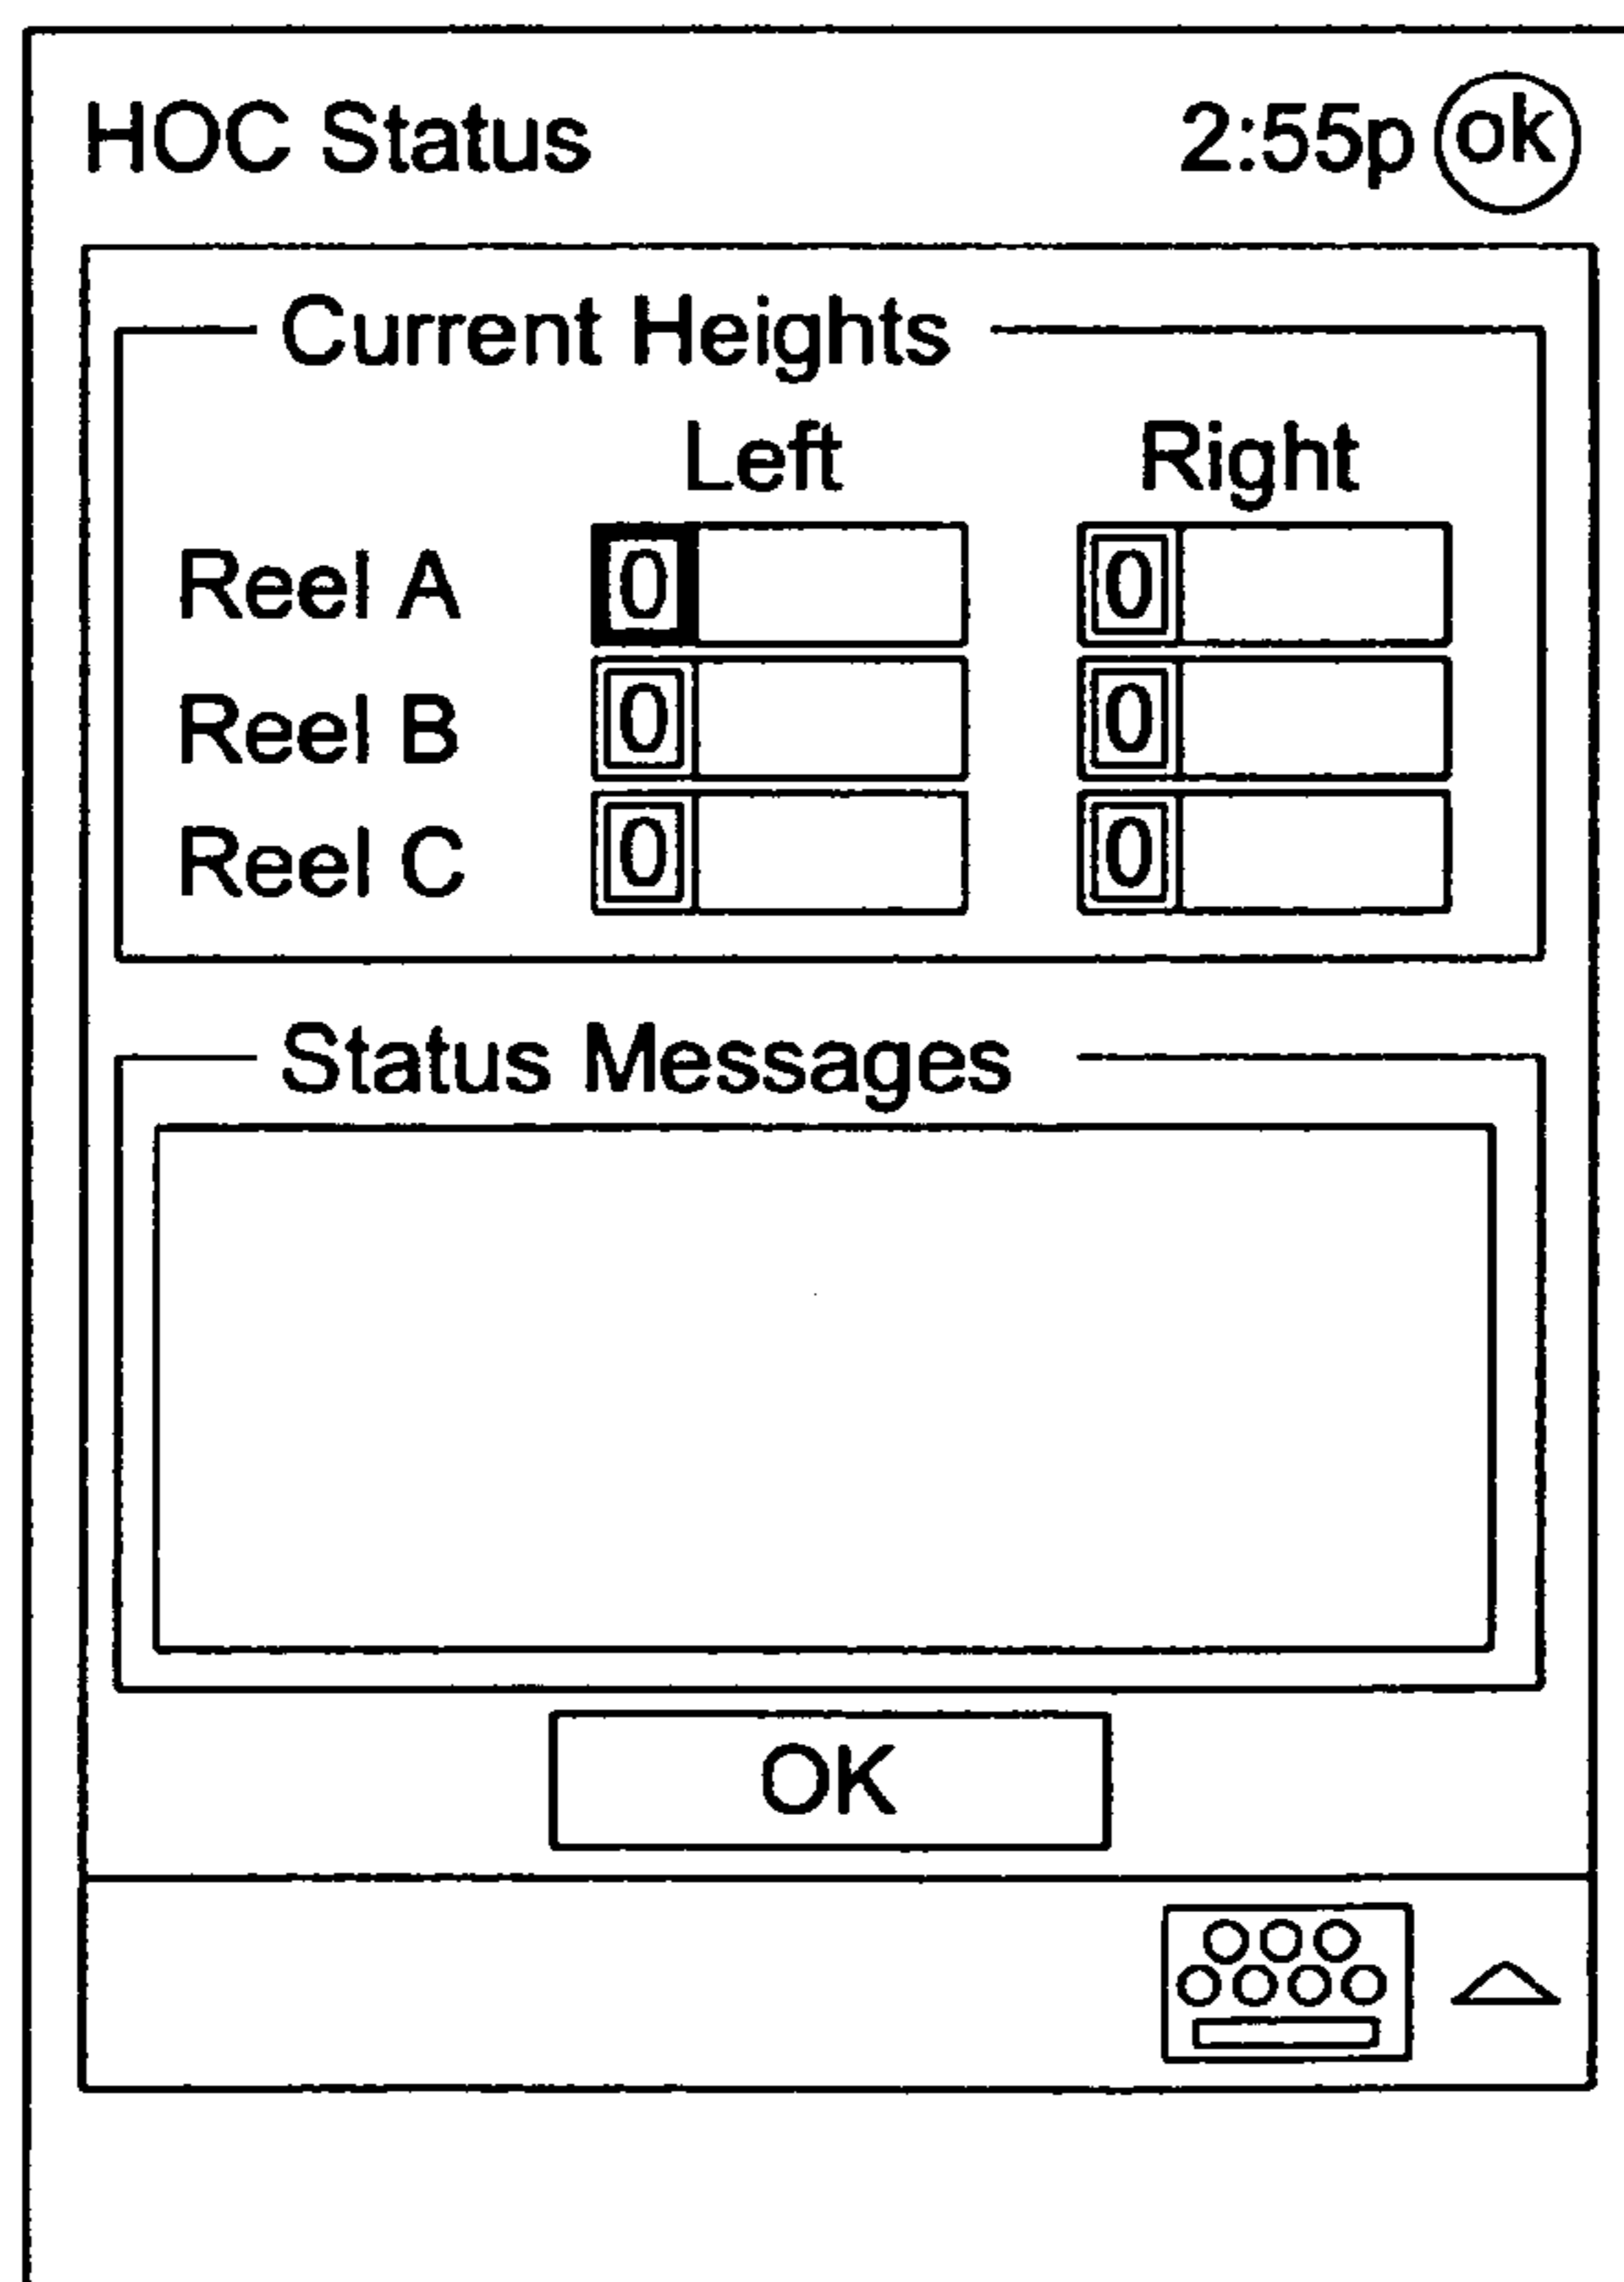 HOC Status 2:55p ok
Current Heights
Left Right
Reel A 0 0
Reel B 0 0
Reel C 0 0
Status Messages
OK